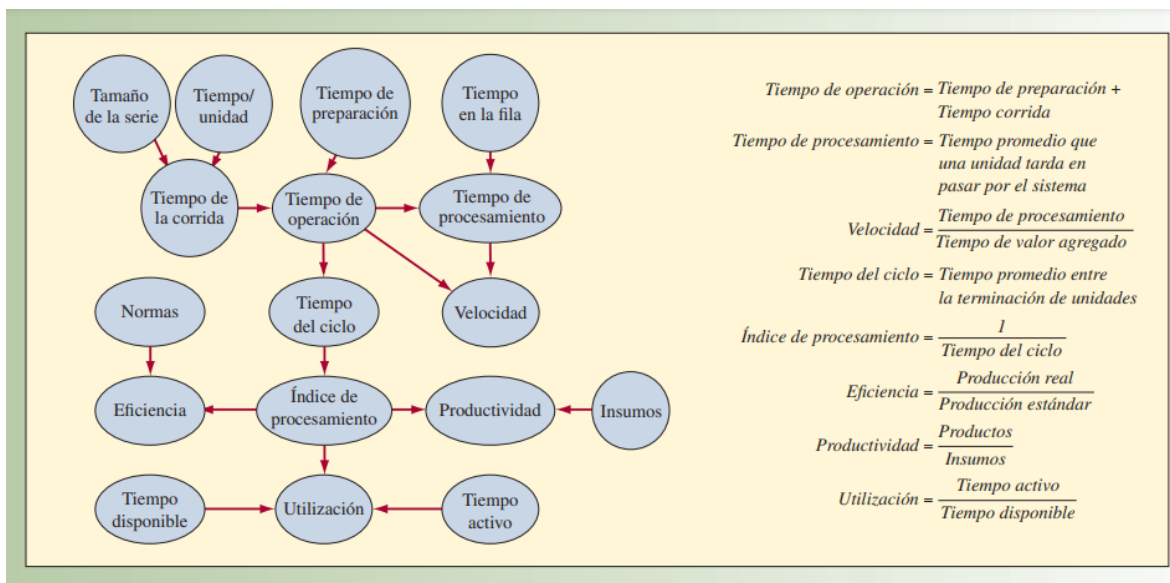 Tamaño
de la serie
Tiempo/
unidad
Tiempo de
preparación
Tiempo
en la fila
Tiempo de
la corrida
Tiempo de
operación
Tiempo de
procesamiento
Normas
Tiempo
del ciclo
Velocidad
Eficiencia
Índice de
procesamiento
Productividad
Insumos
Tiempo
disponible
Utilización
Tiempo
activo
Tiempo de operación = Tiempo de preparación +
Tiempo corrida
Tiempo de procesamiento = Tiempo promedio que
una unidad tarda en
pasar por el sistema
Velocidad = Tiempo de procesamiento
Tiempo de valor agregado
Tiempo del ciclo = Tiempo promedio entre
la terminación de unidades
Índice de procesamiento = 1
Tiempo del ciclo
Eficiencia = Producción real
Producción estándar
Productividad = Productos
Insumos
Utilización = Tiempo activo
Tiempo disponible